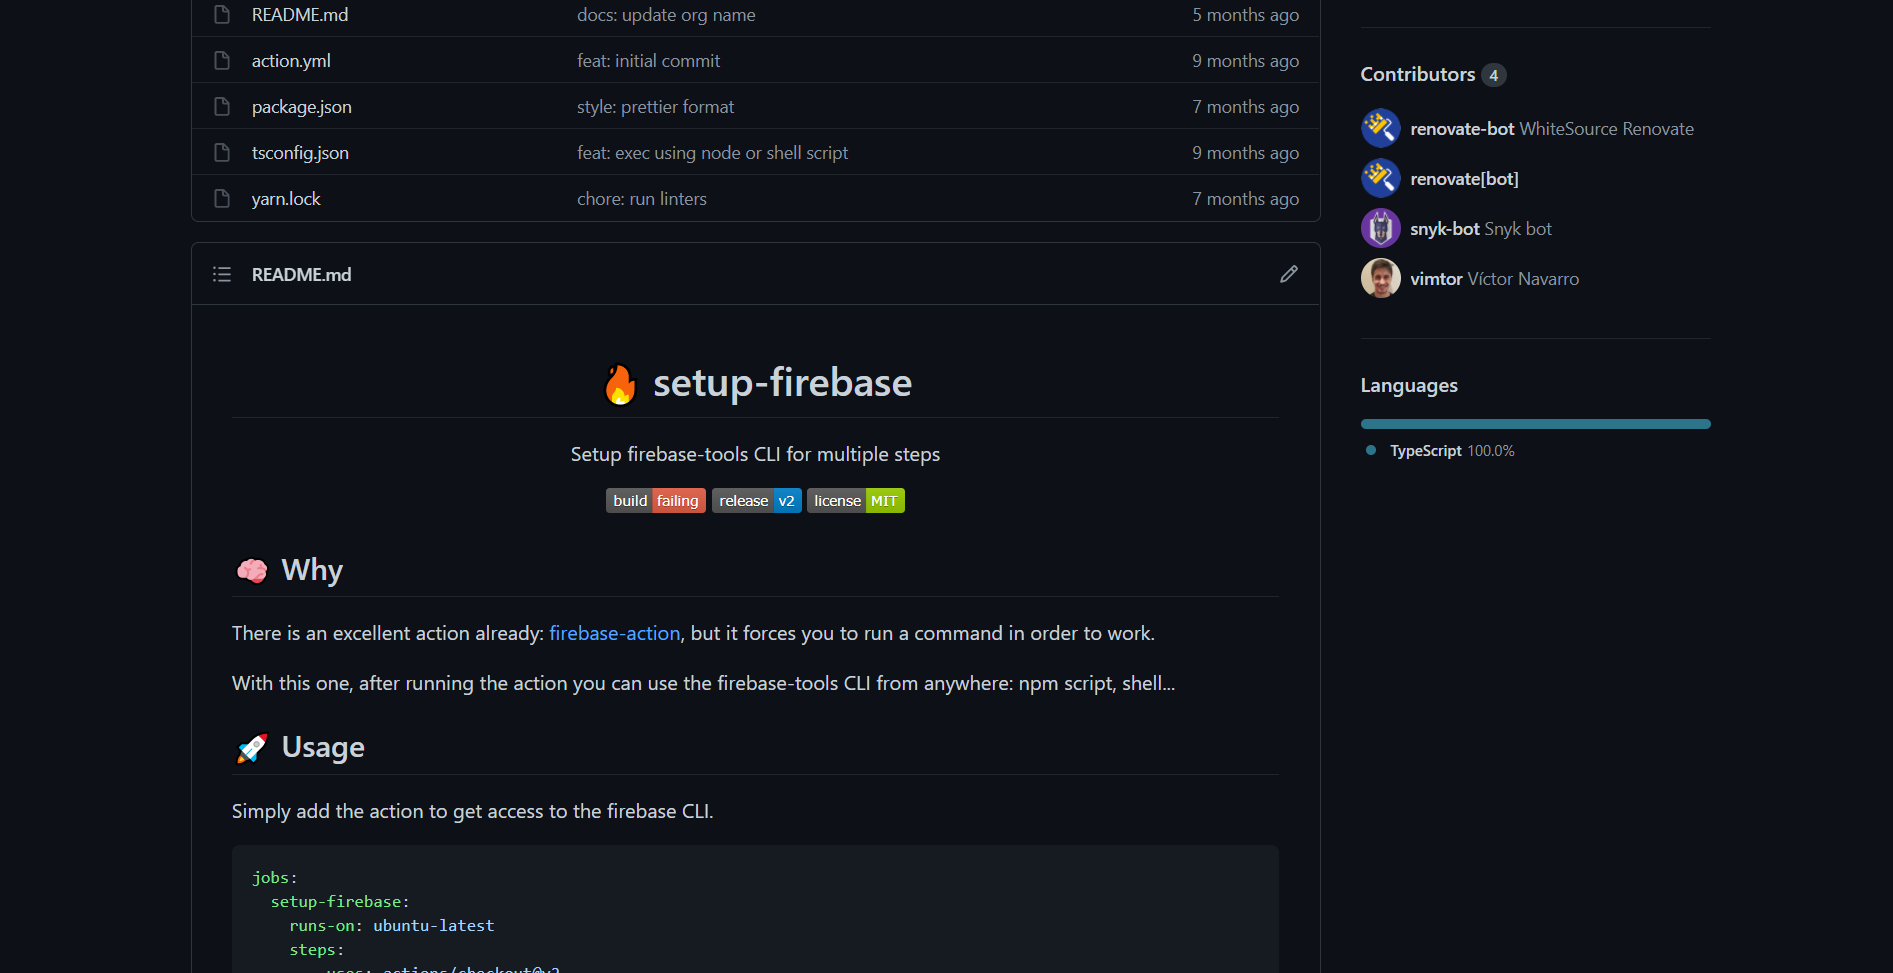 README.md docs: update org name 5 months ago
action.yml feat: initial commit 9 months ago
package.json style: prettier format 7 months ago
tsconfig.json feat: exec using node or shell script 9 months ago
yarn.lock chore: run linters 7 months ago
README.md
setup-firebase
Setup firebase-tools CLI for multiple steps
build failing release v2 license MIT
Why
There is an excellent action already: firebase-action, but it forces you to run a command in order to work.
With this one, after running the action you can use the firebase-tools CLI from anywhere: npm script, shell...
Usage
Simply add the action to get access to the firebase CLI.
jobs:
setup-firebase:
runs-on: ubuntu-latest
steps:
uses: actions/checkout@v2
Contributors 4
renovate-bot WhiteSource Renovate
renovate[bot]
snyk-bot Snyk bot
vimtor Víctor Navarro
Languages
TypeScript 100.0%